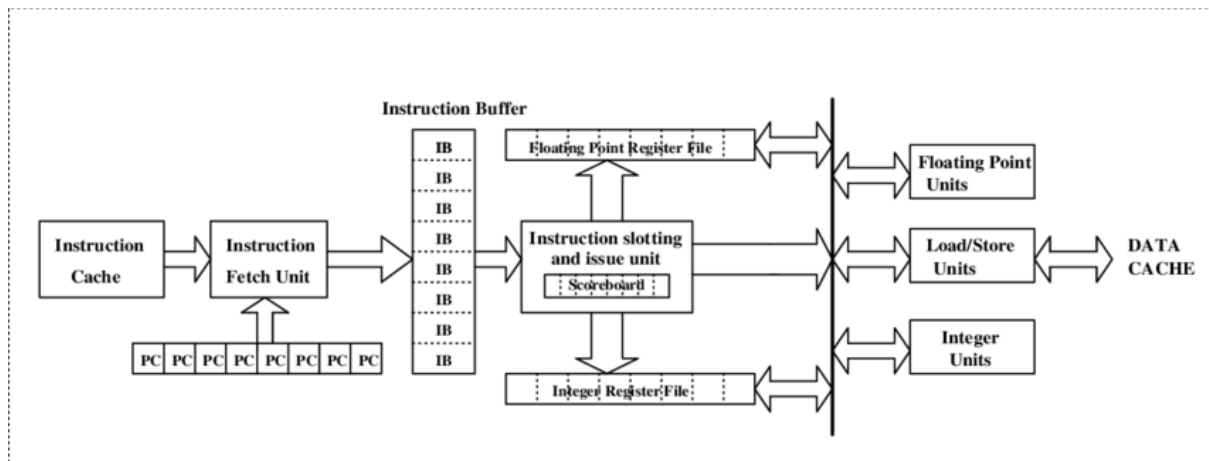 Instruction Buffer
IB
IB
IB
IB
IB
IB
IB
IB
Floating Point Register File
Instruction
Cache
Instruction
Fetch Unit
PC PC PC PC PC PC PC PC
Instruction slotting
and issue unit
Scoreboard
Integer Register File
Floating Point
Units
Load/Store
Units
DATA
CACHE
Integer
Units